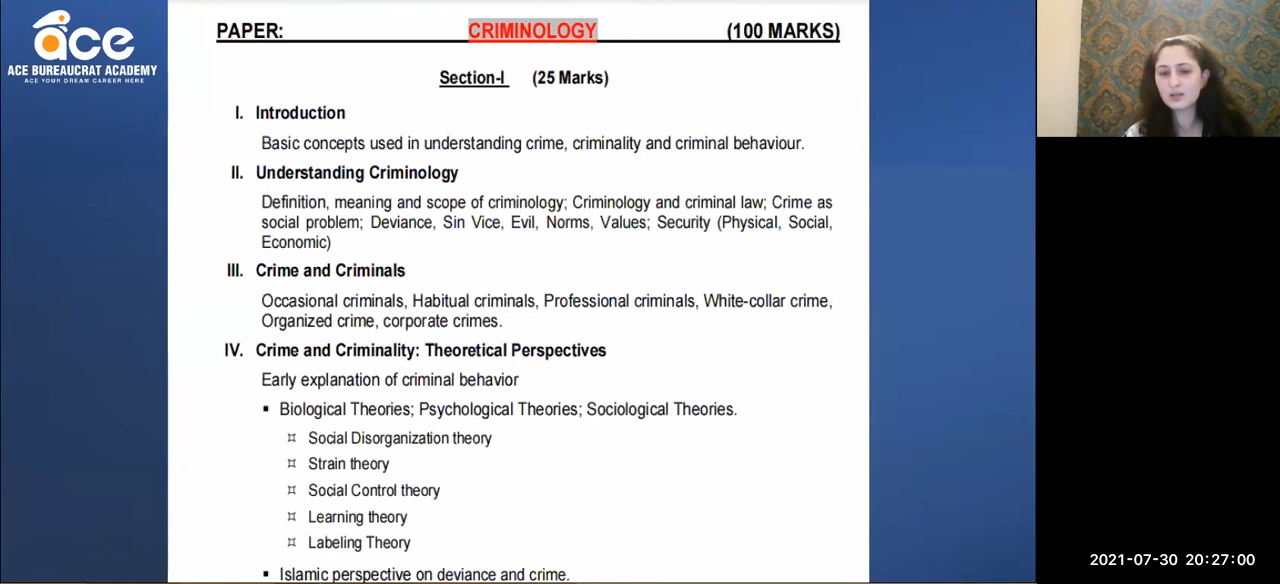 ace
ACE BUREAUCRAT ACADEMY
ACE YOUR DREAM CAREER HERE
PAPER: CRIMINOLOGY (100 MARKS)
Section-I (25 Marks)
I. Introduction
Basic concepts used in understanding crime, criminality and criminal behaviour.
II. Understanding Criminology
Definition, meaning and scope of criminology; Criminology and criminal law; Crime as
social problem; Deviance, Sin Vice, Evil, Norms, Values; Security (Physical, Social,
Economic)
III. Crime and Criminals
Occasional criminals, Habitual criminals, Professional criminals, White-collar crime,
Organized crime, corporate crimes.
IV. Crime and Criminality: Theoretical Perspectives
Early explanation of criminal behavior
▪ Biological Theories; Psychological Theories; Sociological Theories.
¤ Social Disorganization theory
¤ Strain theory
¤ Social Control theory
¤ Learning theory
¤ Labeling Theory
▪ Islamic perspective on deviance and crime.
2021-07-30 20:27:00